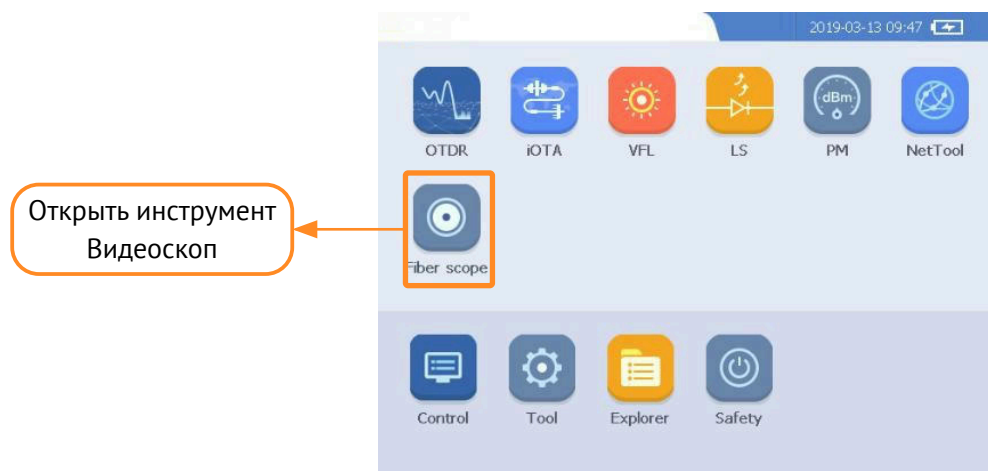 2019-03-13 09:47
OTDR iOTA VFL LS dBm PM NetTool
Открыть инструмент
Видеоскоп
Fiber scope
Control Tool Explorer Safety